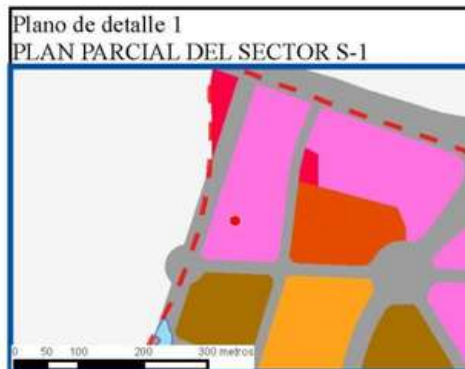 Plano de detalle 1
PLAN PARCIAL DEL SECTOR S-1
0 50 100 200 300 metros